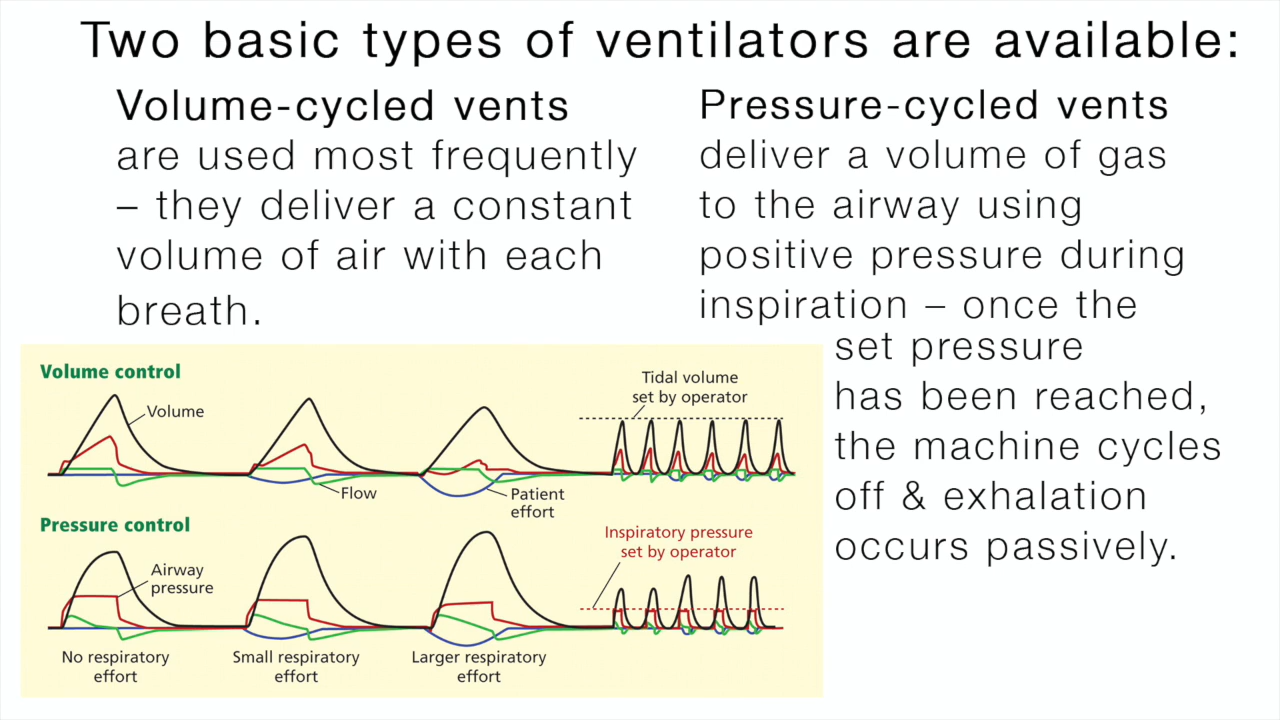 Two basic types of ventilators are available:
Volume-cycled vents
are used most frequently
– they deliver a constant
volume of air with each
breath.
Pressure-cycled vents
deliver a volume of gas
to the airway using
positive pressure during
inspiration – once the
set pressure
has been reached,
the machine cycles
off & exhalation
occurs passively.
Volume control
Volume
Tidal volume
set by operator
Flow
Patient
effort
Pressure control
Airway
pressure
Inspiratory pressure
set by operator
No respiratory
effort
Small respiratory
effort
Larger respiratory
effort